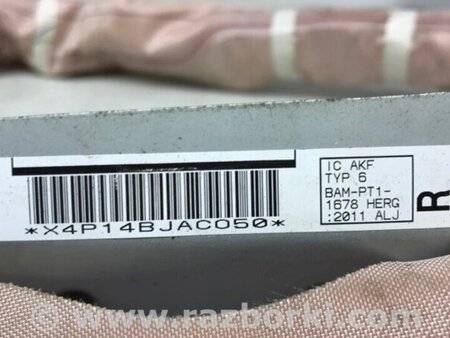 IC AKF
TYP 6
BAM-PT1-
1678 HERG
:2011 ALJ
R
*X4P14BJAC050*
www.razborki.com